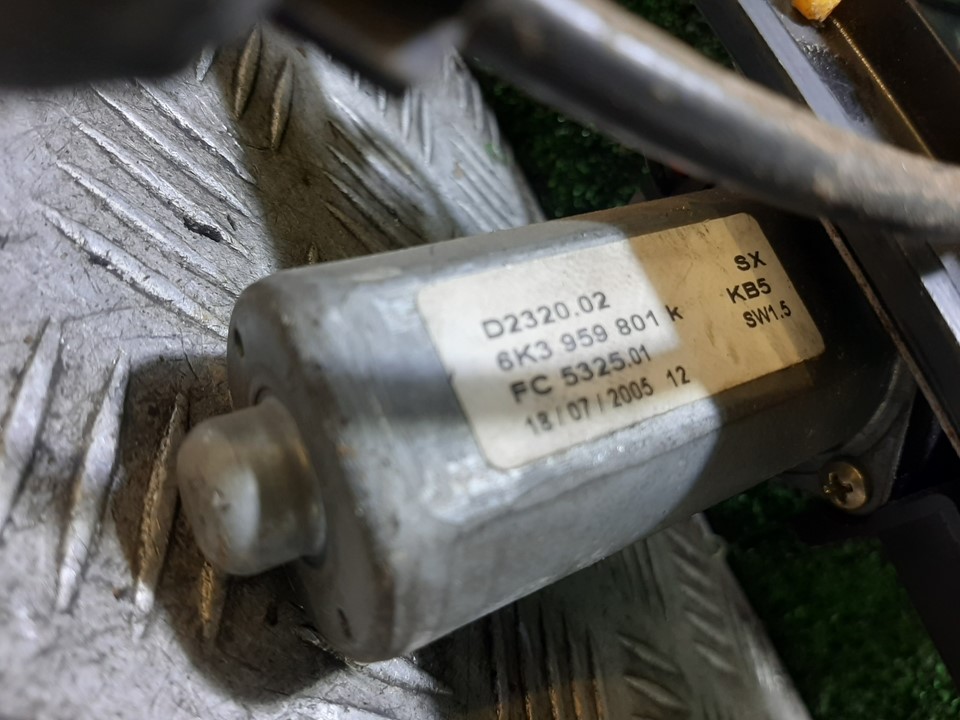 D2320.02
6K3 959 801 k
FC 5325.01
18/07/2005 12
SX
KB5
SW1.5